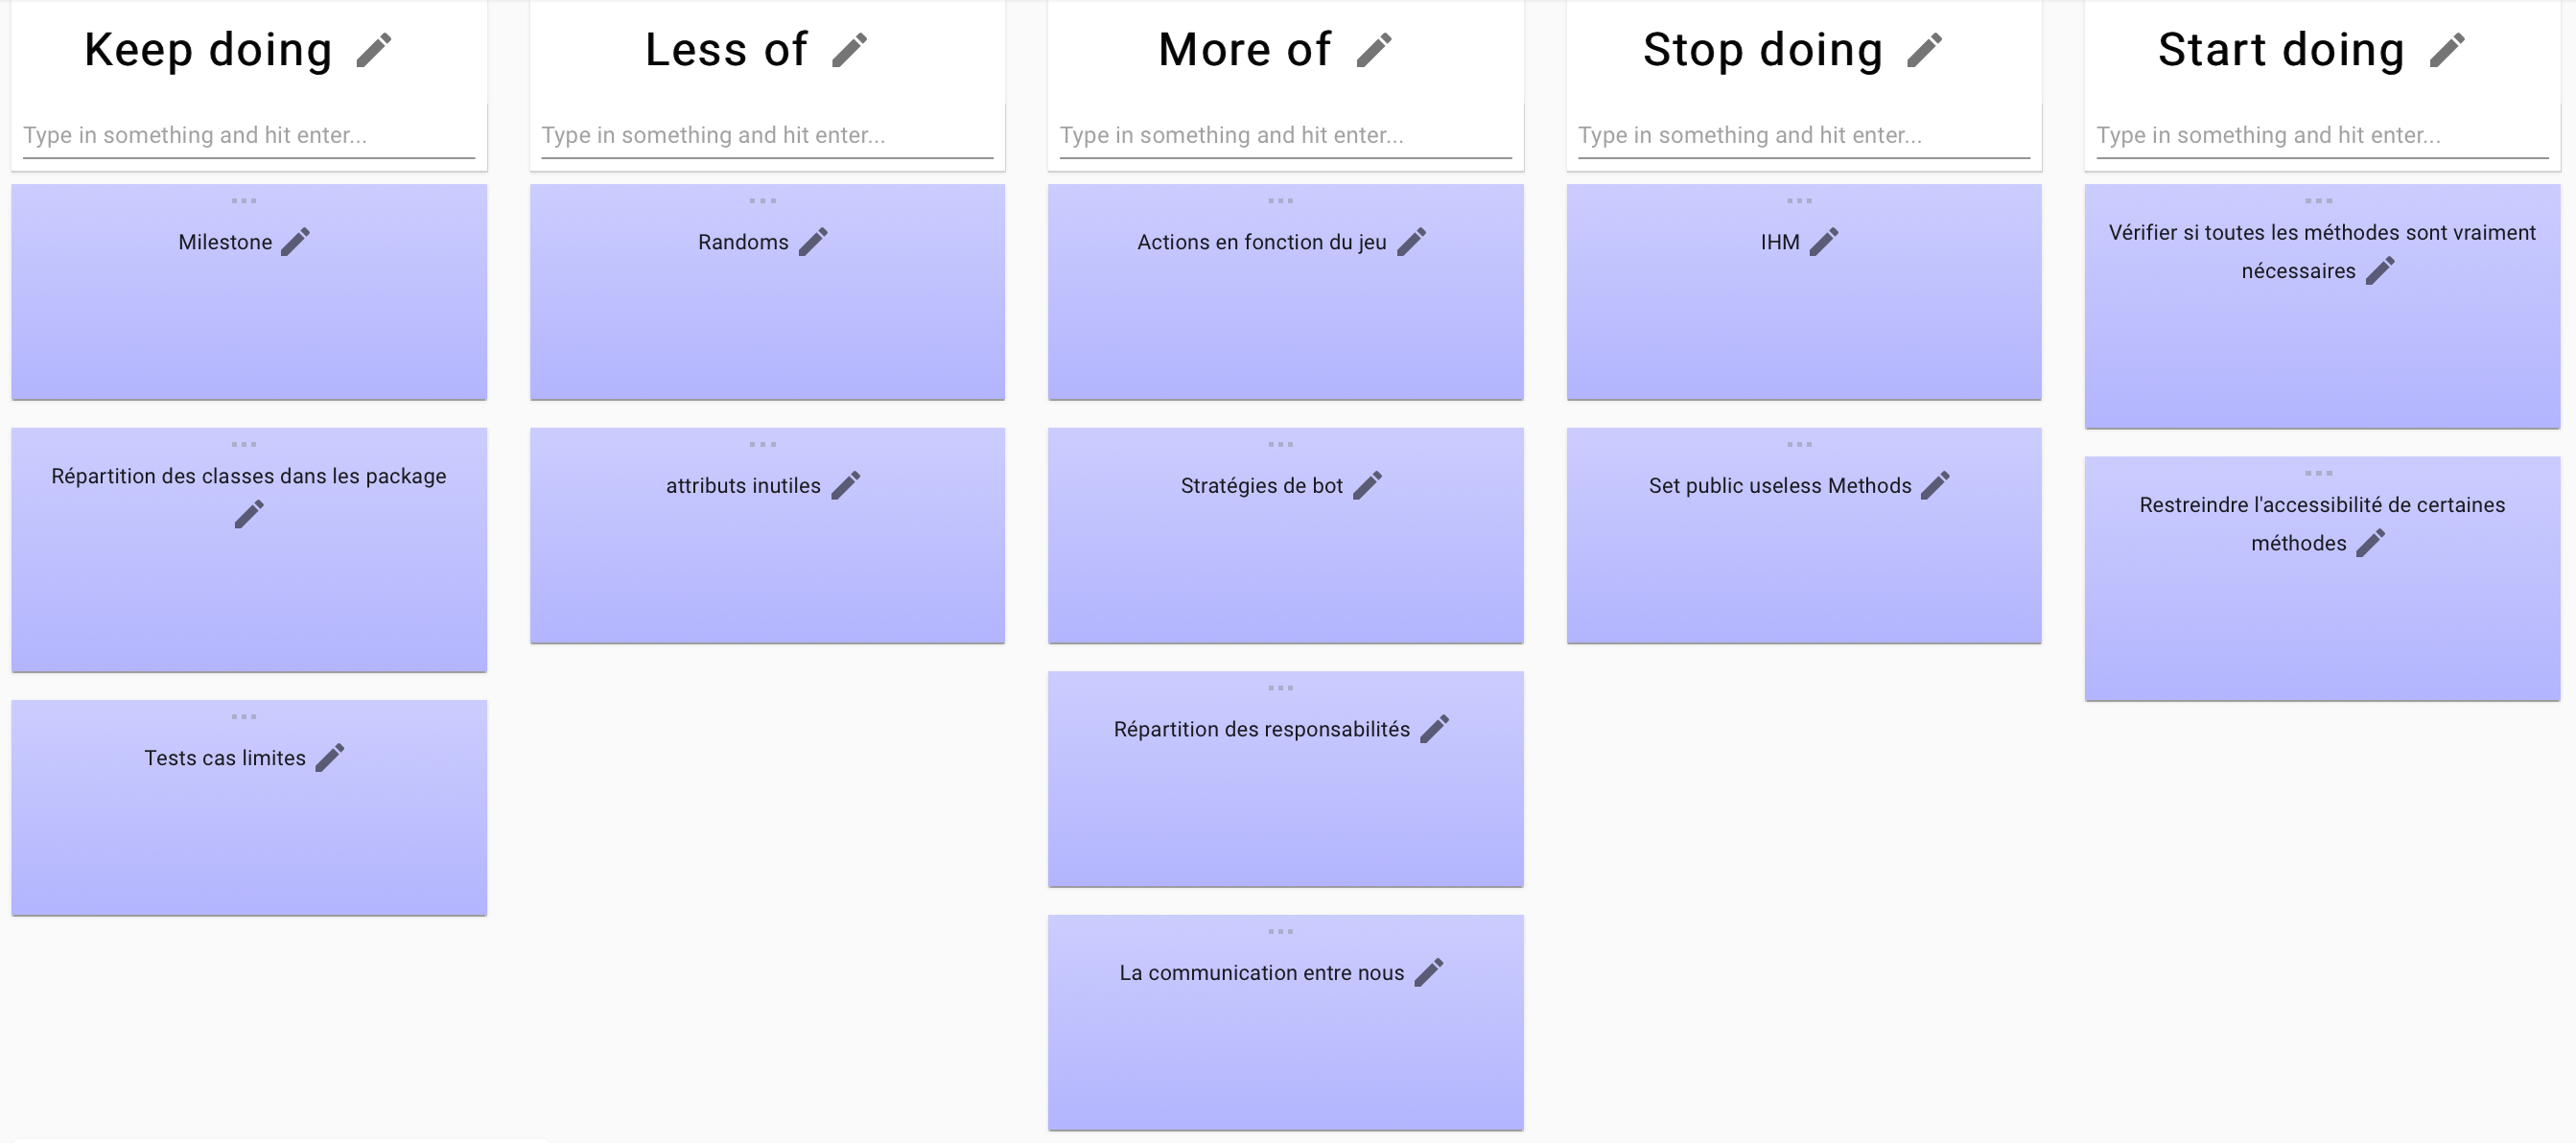 Keep doing
Type in something and hit enter...
Milestone
Répartition des classes dans les package
Tests cas limites
Less of
Type in something and hit enter...
Randoms
attributs inutiles
More of
Type in something and hit enter...
Actions en fonction du jeu
Stratégies de bot
Répartition des responsabilités
La communication entre nous
Stop doing
Type in something and hit enter...
IHM
Set public useless Methods
Start doing
Type in something and hit enter...
Vérifier si toutes les méthodes sont vraiment
nécessaires
Restreindre l'accessibilité de certaines
méthodes